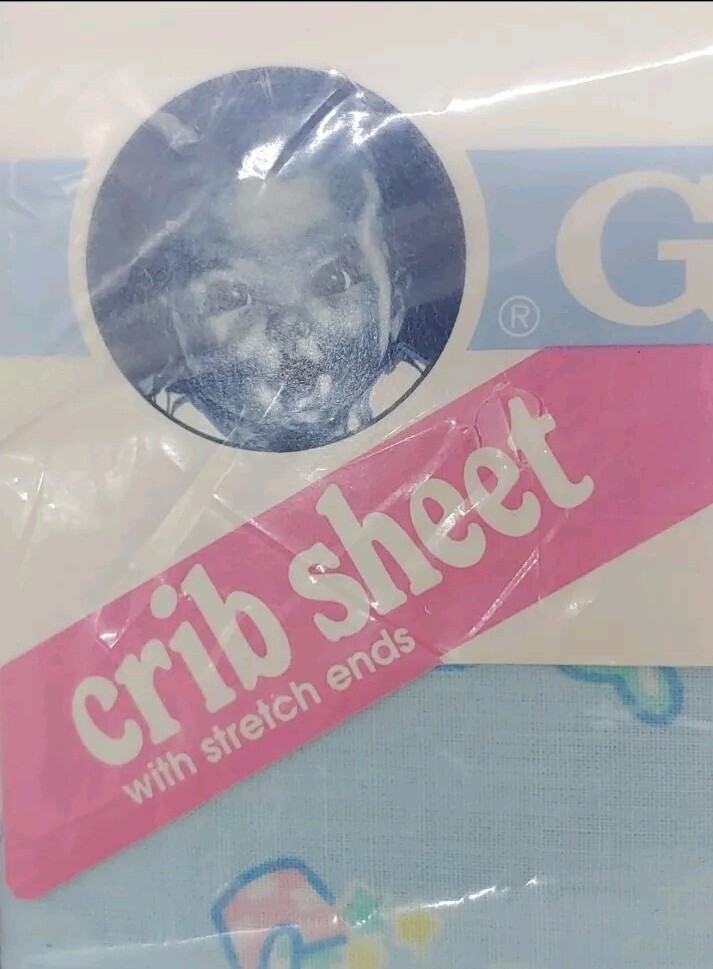 ® G
crib sheet
with stretch ends